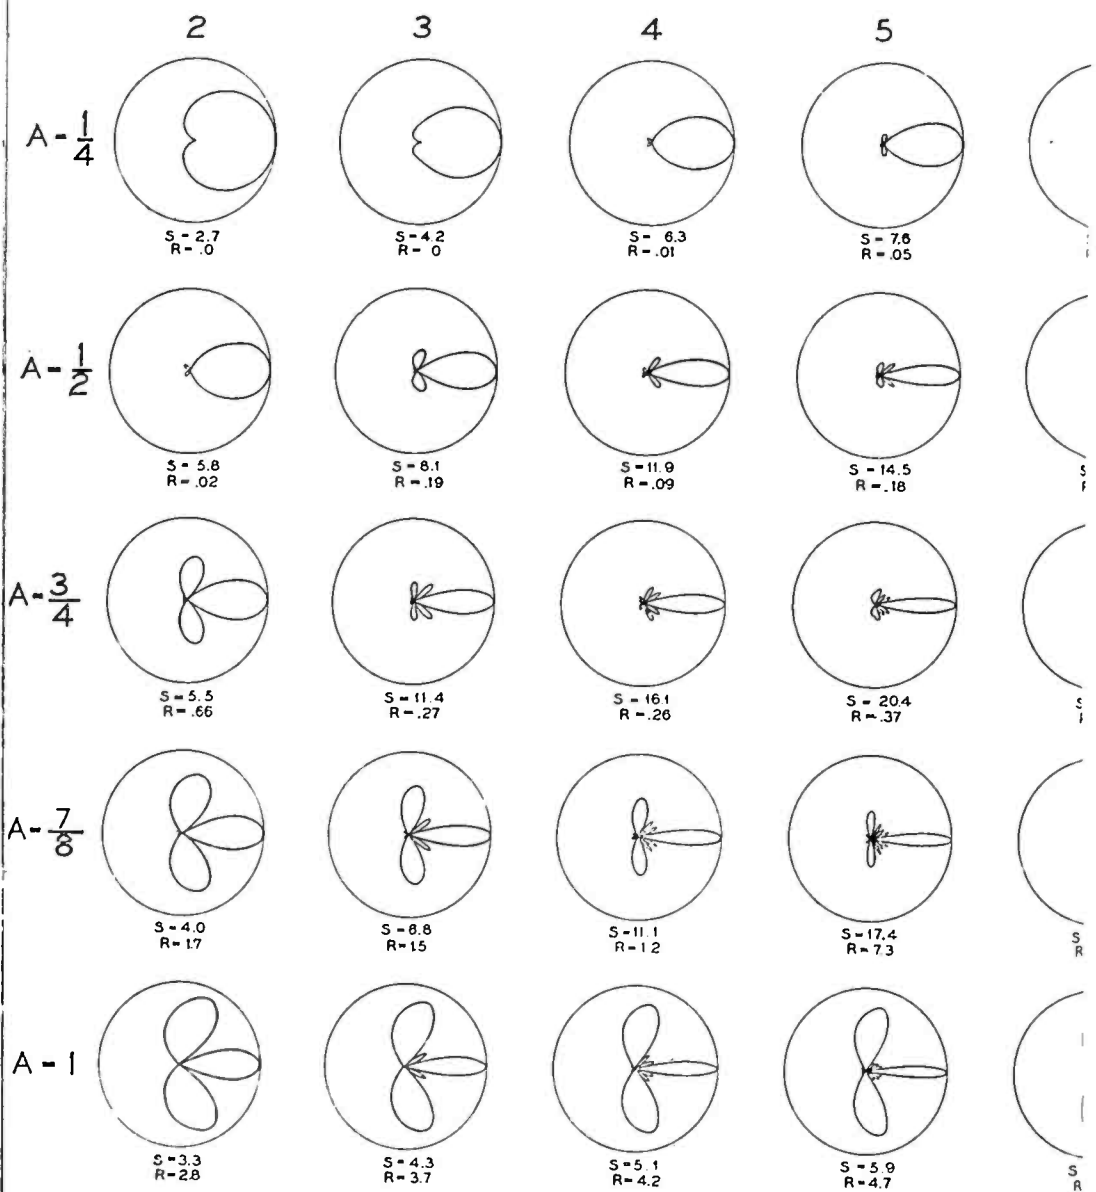 2 3 4 5
A = 1/4
S = 2.7 S = 4.2 S = 6.3 S = 7.6
R = .0 R = 0 R = .01 R = .05
A = 1/2
S = 5.8 S = 8.1 S = 11.9 S = 14.5
R = .02 R = .19 R = .09 R = .18
A = 3/4
S = 5.5 S = 11.4 S = 16.1 S = 20.4
R = .66 R = .27 R = .26 R = .37
A = 7/8
S = 4.0 S = 6.8 S = 11.1 S = 17.4
R = 1.7 R = 1.5 R = 1.2 R = 7.3
A = 1
S = 3.3 S = 4.3 S = 5.1 S = 5.9
R = 2.8 R = 3.7 R = 4.2 R = 4.7